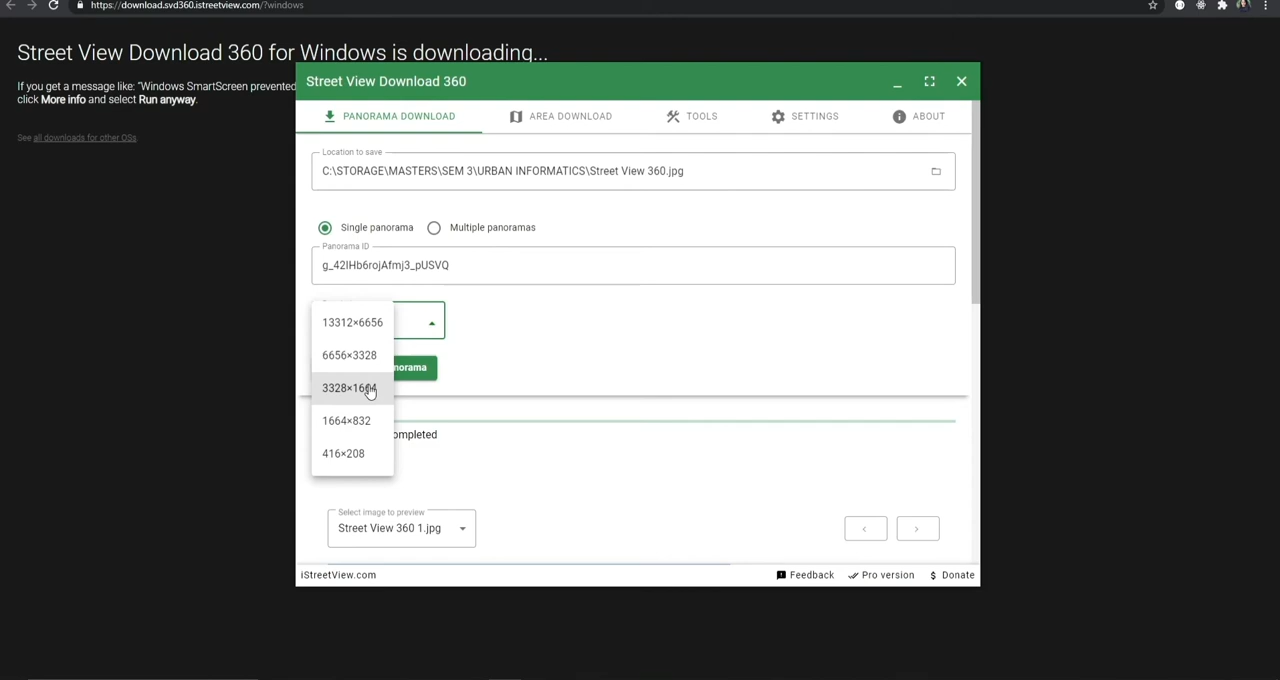 https://download.svd360.istreetview.com/?windows
Street View Download 360 for Windows is downloading...
If you get a message like: "Windows SmartScreen prevented
click More info and select Run anyway.
See all downloads for other OSs.
Street View Download 360
PANORAMA DOWNLOAD
AREA DOWNLOAD
TOOLS
SETTINGS
ABOUT
Location to save
C:\STORAGE\MASTERS\SEM 3\URBAN INFORMATICS\Street View 360.jpg
Single panorama
Multiple panoramas
Panorama ID
g_42IHb6rojAfmj3_pUSVQ
13312×6656
6656×3328
3328×1664
norama
1664×832
ompleted
416×208
Select image to preview
Street View 360 1.jpg
iStreetView.com
Feedback
Pro version
$ Donate